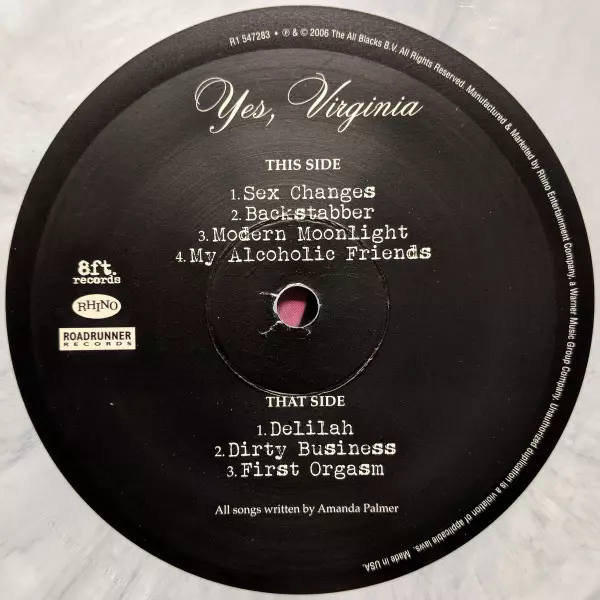 R1 547283 • ℗ & © 2006 The All Blacks B.V. All Rights Reserved. Manufactured & Marketed by Rhino Entertainment Company, a Warner Music Group Company. Unauthorized duplication is a violation of applicable laws. Made in USA.
Yes, Virginia
THIS SIDE
1. Sex Changes
2. Backstabber
3. Modern Moonlight
4. My Alcoholic Friends
8ft.
records
RHINO
ROADRUNNER
RECORDS
THAT SIDE
1. Delilah
2. Dirty Business
3. First Orgasm
All songs written by Amanda Palmer